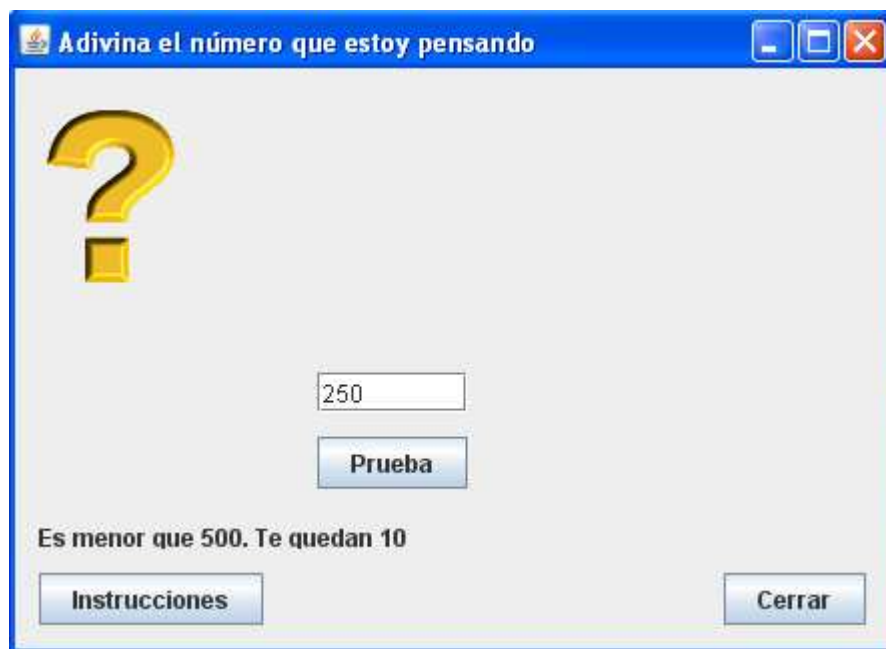 Adivina el número que estoy pensando
250
Prueba
Es menor que 500. Te quedan 10
Instrucciones
Cerrar